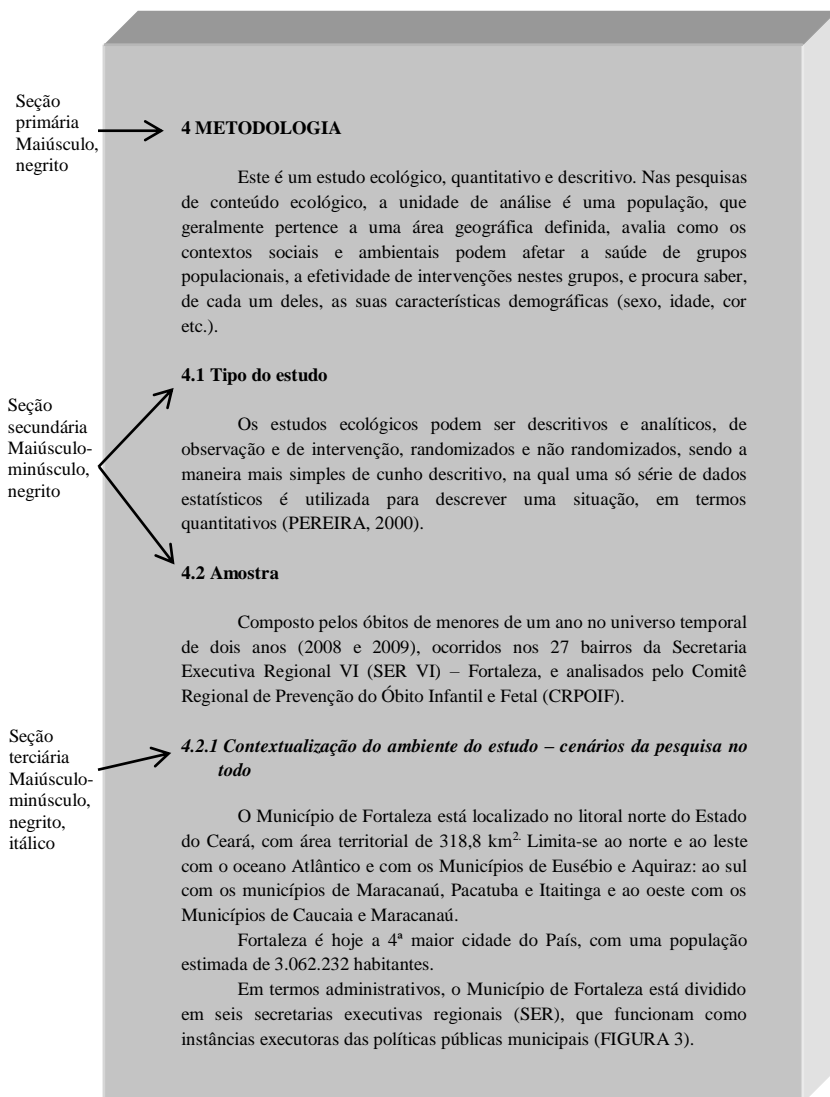 Seção
primária
Maiúsculo,
negrito
4 METODOLOGIA
Este é um estudo ecológico, quantitativo e descritivo. Nas pesquisas
de conteúdo ecológico, a unidade de análise é uma população, que
geralmente pertence a uma área geográfica definida, avalia como os
contextos sociais e ambientais podem afetar a saúde de grupos
populacionais, a efetividade de intervenções nestes grupos, e procura saber,
de cada um deles, as suas características demográficas (sexo, idade, cor
etc.).
Seção
secundária
Maiúsculo-
minúsculo,
negrito
4.1 Tipo do estudo
Os estudos ecológicos podem ser descritivos e analíticos, de
observação e de intervenção, randomizados e não randomizados, sendo a
maneira mais simples de cunho descritivo, na qual uma só série de dados
estatísticos é utilizada para descrever uma situação, em termos
quantitativos (PEREIRA, 2000).
4.2 Amostra
Composto pelos óbitos de menores de um ano no universo temporal
de dois anos (2008 e 2009), ocorridos nos 27 bairros da Secretaria
Executiva Regional VI (SER VI) – Fortaleza, e analisados pelo Comitê
Regional de Prevenção do Óbito Infantil e Fetal (CRPOIF).
Seção
terciária
Maiúsculo-
minúsculo,
negrito,
itálico
4.2.1 Contextualização do ambiente do estudo – cenários da pesquisa no
todo
O Município de Fortaleza está localizado no litoral norte do Estado
do Ceará, com área territorial de 318,8 km². Limita-se ao norte e ao leste
com o oceano Atlântico e com os Municípios de Eusébio e Aquiraz: ao sul
com os municípios de Maracanaú, Pacatuba e Itaitinga e ao oeste com os
Municípios de Caucaia e Maracanaú.
Fortaleza é hoje a 4ª maior cidade do País, com uma população
estimada de 3.062.232 habitantes.
Em termos administrativos, o Município de Fortaleza está dividido
em seis secretarias executivas regionais (SER), que funcionam como
instâncias executoras das políticas públicas municipais (FIGURA 3).